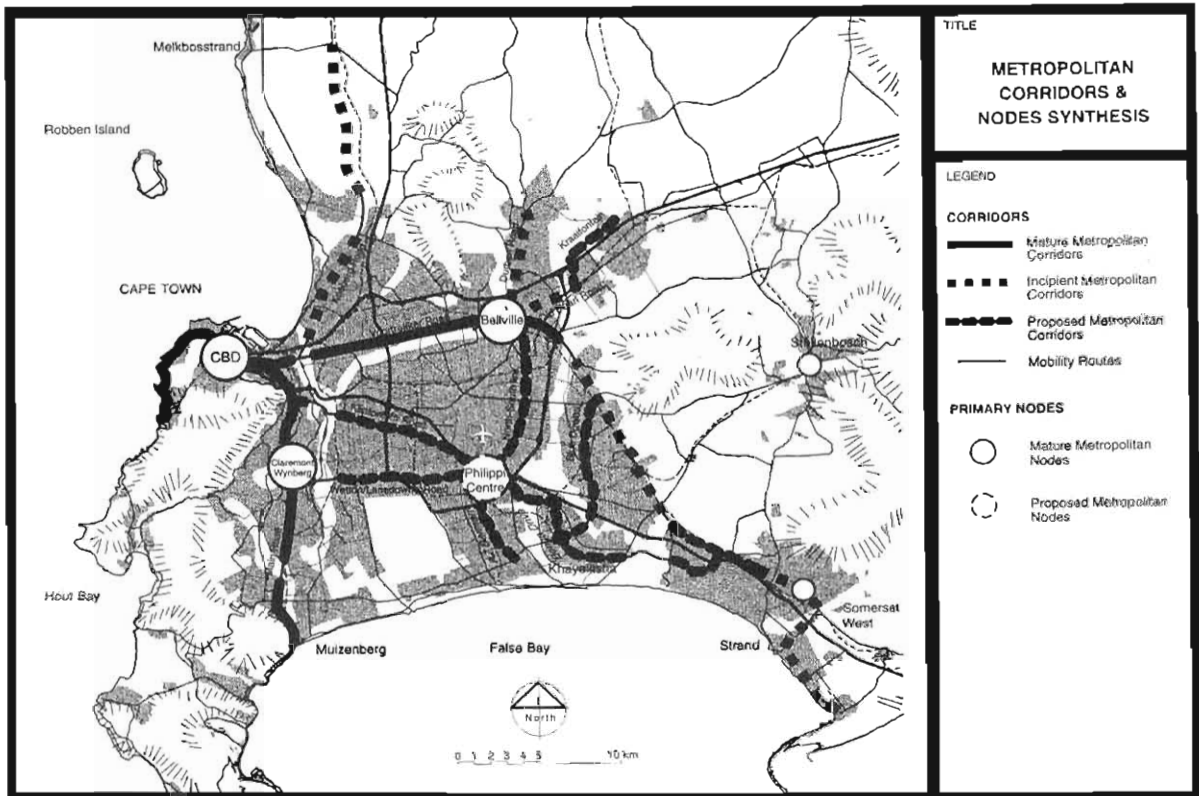 Melkbosstrand
Robben Island
CAPE TOWN
CBD
Bellville
Kraaifontein
Stellenbosch
Claremont
Wynberg
Philippi
Centre
Khayelitsha
Hout Bay
Muizenberg
False Bay
Strand
Somerset
West
North
0 1 2 3 4 5 10 km
TITLE
METROPOLITAN
CORRIDORS &
NODES SYNTHESIS
LEGEND
CORRIDORS
Mature Metropolitan
Corridors
Incipient Metropolitan
Corridors
Proposed Metropolitan
Corridors
Mobility Routes
PRIMARY NODES
Mature Metropolitan
Nodes
Proposed Metropolitan
Nodes